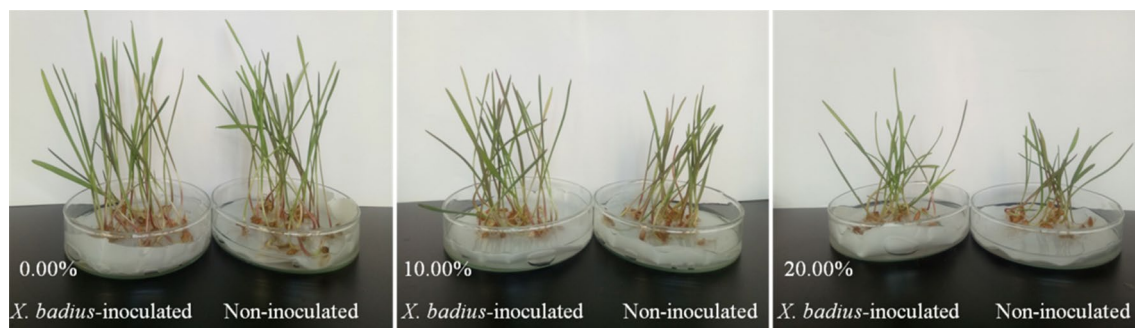 0.00%
X. badius-inoculated Non-inoculated
10.00%
X. badius-inoculated Non-inoculated
20.00%
X. badius-inoculated Non-inoculated